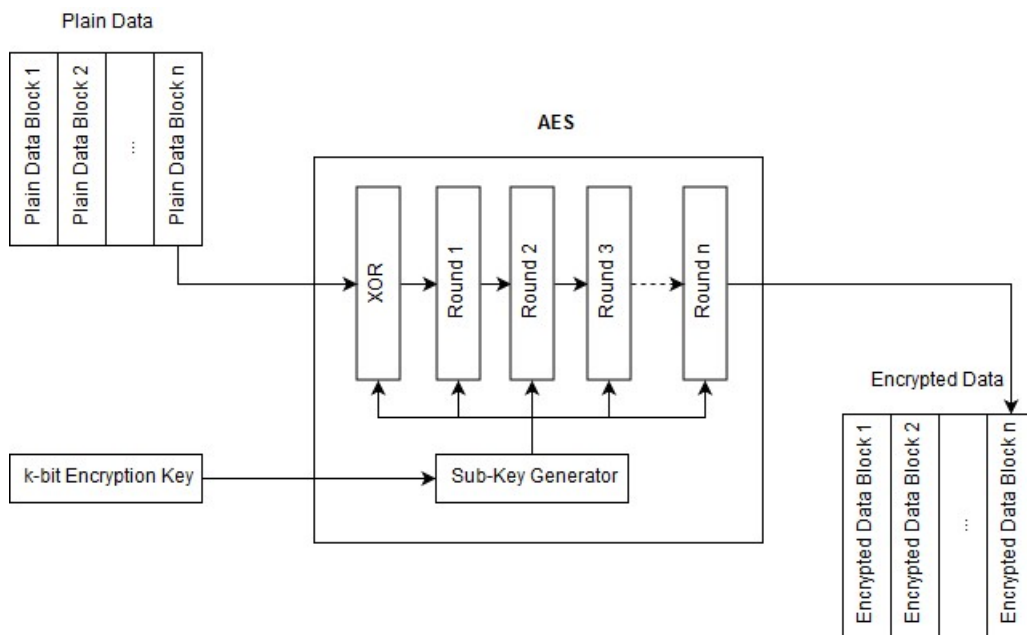 Plain Data
Plain Data Block 1
Plain Data Block 2
...
Plain Data Block n
AES
XOR
Round 1
Round 2
Round 3
Round n
k-bit Encryption Key
Sub-Key Generator
Encrypted Data
Encrypted Data Block 1
Encrypted Data Block 2
...
Encrypted Data Block n